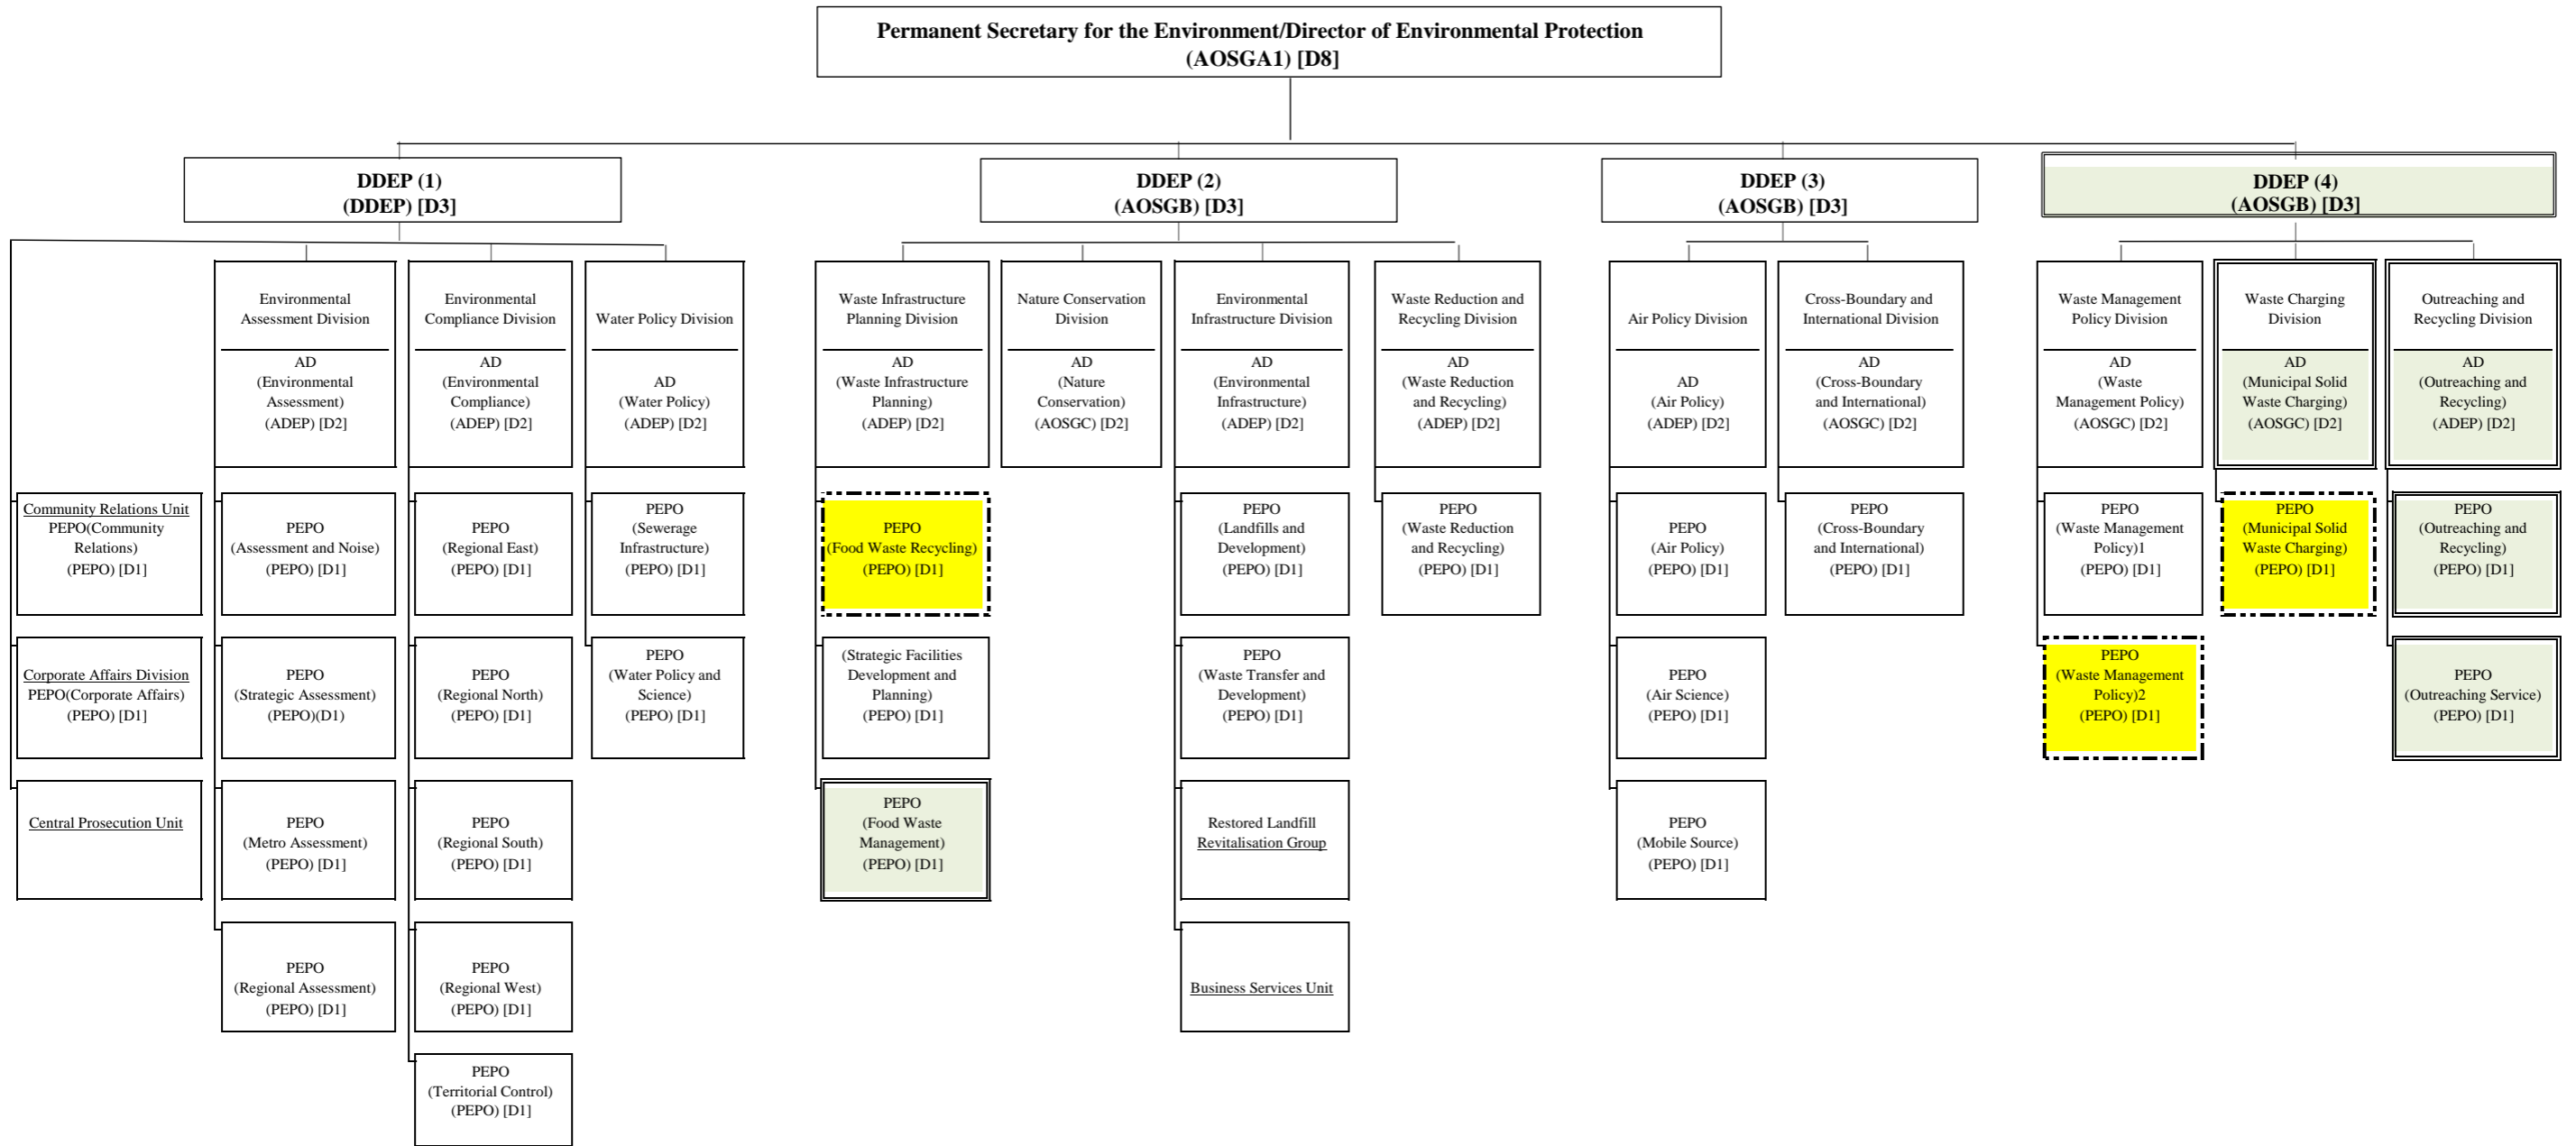 Permanent Secretary for the Environment/Director of Environmental Protection
(AOSGA1) [D8]
DDEP (1)
(DDEP) [D3]
DDEP (2)
(AOSGB) [D3]
DDEP (3)
(AOSGB) [D3]
DDEP (4)
(AOSGB) [D3]
Environmental
Assessment Division
AD
(Environmental
Assessment)
(ADEP) [D2]
Environmental
Compliance Division
AD
(Environmental
Compliance)
(ADEP) [D2]
Water Policy Division
AD
(Water Policy)
(ADEP) [D2]
Waste Infrastructure
Planning Division
AD
(Waste Infrastructure
Planning)
(ADEP) [D2]
Nature Conservation
Division
AD
(Nature
Conservation)
(AOSGC) [D2]
Environmental
Infrastructure Division
AD
(Environmental
Infrastructure)
(ADEP) [D2]
Waste Reduction and
Recycling Division
AD
(Waste Reduction
and Recycling)
(ADEP) [D2]
Air Policy Division
AD
(Air Policy)
(ADEP) [D2]
Cross-Boundary and
International Division
AD
(Cross-Boundary
and International)
(AOSGC) [D2]
Waste Management
Policy Division
AD
(Waste
Management Policy)
(AOSGC) [D2]
Waste Charging
Division
AD
(Municipal Solid
Waste Charging)
(AOSGC) [D2]
Outreaching and
Recycling Division
AD
(Outreaching and
Recycling)
(ADEP) [D2]
Community Relations Unit
PEPO(Community
Relations)
(PEPO) [D1]
PEPO
(Assessment and Noise)
(PEPO) [D1]
PEPO
(Regional East)
(PEPO) [D1]
PEPO
(Sewerage
Infrastructure)
(PEPO) [D1]
PEPO
(Food Waste Recycling)
(PEPO) [D1]
PEPO
(Landfills and
Development)
(PEPO) [D1]
PEPO
(Waste Reduction
and Recycling)
(PEPO) [D1]
PEPO
(Air Policy)
(PEPO) [D1]
PEPO
(Cross-Boundary
and International)
(PEPO) [D1]
PEPO
(Waste Management
Policy)1
(PEPO) [D1]
PEPO
(Municipal Solid
Waste Charging)
(PEPO) [D1]
PEPO
(Outreaching and
Recycling)
(PEPO) [D1]
Corporate Affairs Division
PEPO(Corporate Affairs)
(PEPO) [D1]
PEPO
(Strategic Assessment)
(PEPO)(D1)
PEPO
(Regional North)
(PEPO) [D1]
PEPO
(Water Policy and
Science)
(PEPO) [D1]
(Strategic Facilities
Development and
Planning)
(PEPO) [D1]
PEPO
(Waste Transfer and
Development)
(PEPO) [D1]
PEPO
(Air Science)
(PEPO) [D1]
PEPO
(Waste Management
Policy)2
(PEPO) [D1]
PEPO
(Outreaching Service)
(PEPO) [D1]
Central Prosecution Unit
PEPO
(Metro Assessment)
(PEPO) [D1]
PEPO
(Regional South)
(PEPO) [D1]
PEPO
(Food Waste
Management)
(PEPO) [D1]
Restored Landfill
Revitalisation Group
PEPO
(Mobile Source)
(PEPO) [D1]
PEPO
(Regional Assessment)
(PEPO) [D1]
PEPO
(Regional West)
(PEPO) [D1]
Business Services Unit
PEPO
(Territorial Control)
(PEPO) [D1]